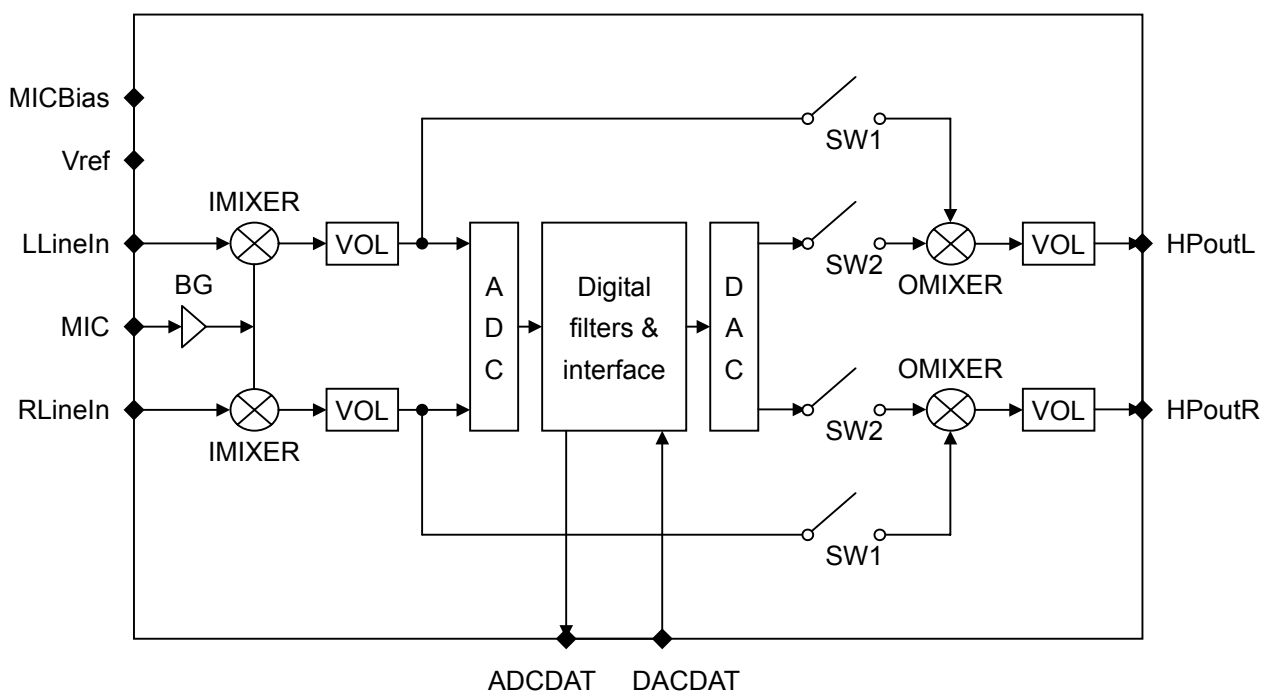 MICBias
SW1
Vref
IMIXER
LLineIn
VOL
SW2
OMIXER
VOL
HPoutL
BG
MIC
A
D
C
Digital
filters &
interface
D
A
C
OMIXER
RLineIn
IMIXER
VOL
SW2
VOL
HPoutR
SW1
ADCDAT
DACDAT